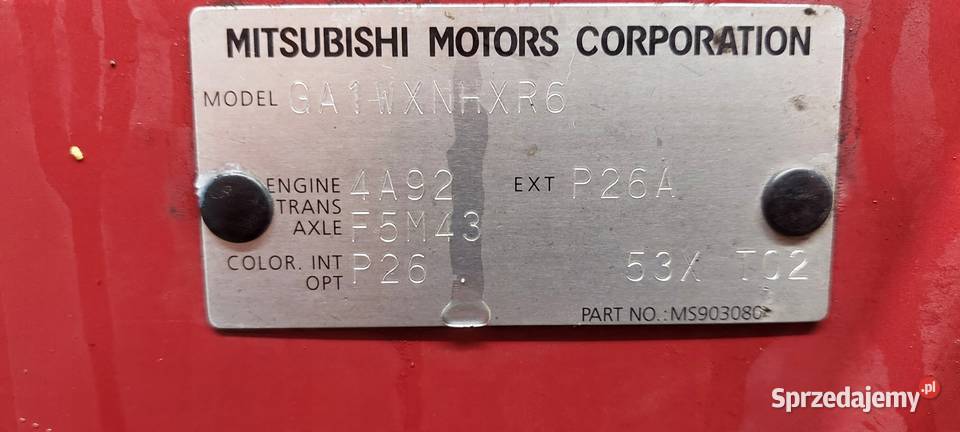 MITSUBISHI MOTORS CORPORATION
MODEL GA1WXNHXR6
ENGINE 4A92 EXT P26A
TRANS
AXLE F5M43
COLOR. INT P26 53X T02
OPT
PART NO.: MS903080
Sprzedajemy.pl